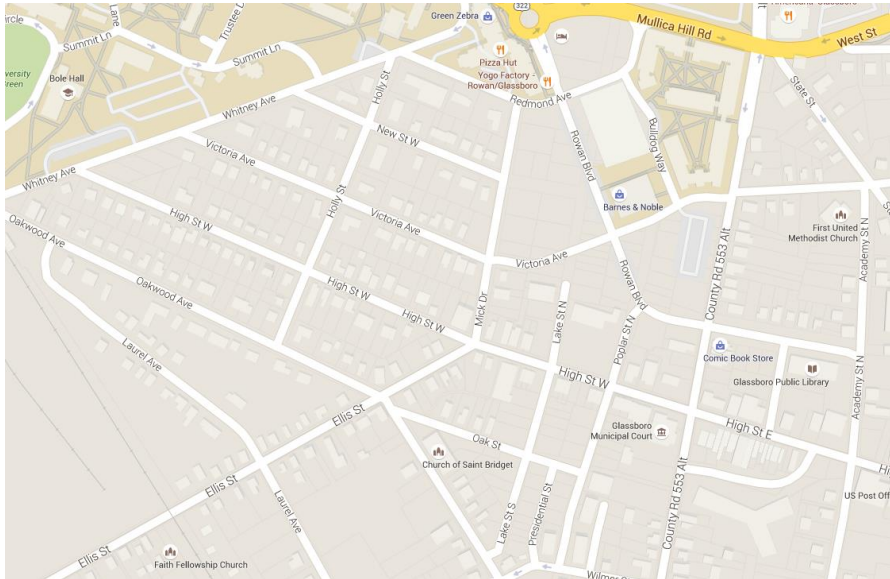 Lane
Trustee D
322
Green Zebra
Mullica Hill Rd
West St
Circle
Summit Ln
Summit Ln
Pizza Hut
Yogo Factory -
Rowan/Glassboro
Holly St
Bole Hall
Whitney Ave
Redmond Ave
State St
New St W
Rowan Blvd
Bulldog Way
Victoria Ave
Whitney Ave
Holly St
Barnes & Noble
High St W
Victoria Ave
First United
Methodist Church
Oakwood Ave
Victoria Ave
County Rd 553 Alt
Academy St N
Rowan Blvd
Oakwood Ave
High St W
Mick Dr
Lake St N
Poplar St N
Laurel Ave
Comic Book Store
High St W
Glassboro Public Library
Academy St N
Ellis St
Glassboro
Municipal Court
High St E
Oak St
Church of Saint Bridget
County Rd 553 Alt
Ellis St
Laurel Ave
Lake St S
Presidential St
US Post Off
Ellis St
Faith Fellowship Church